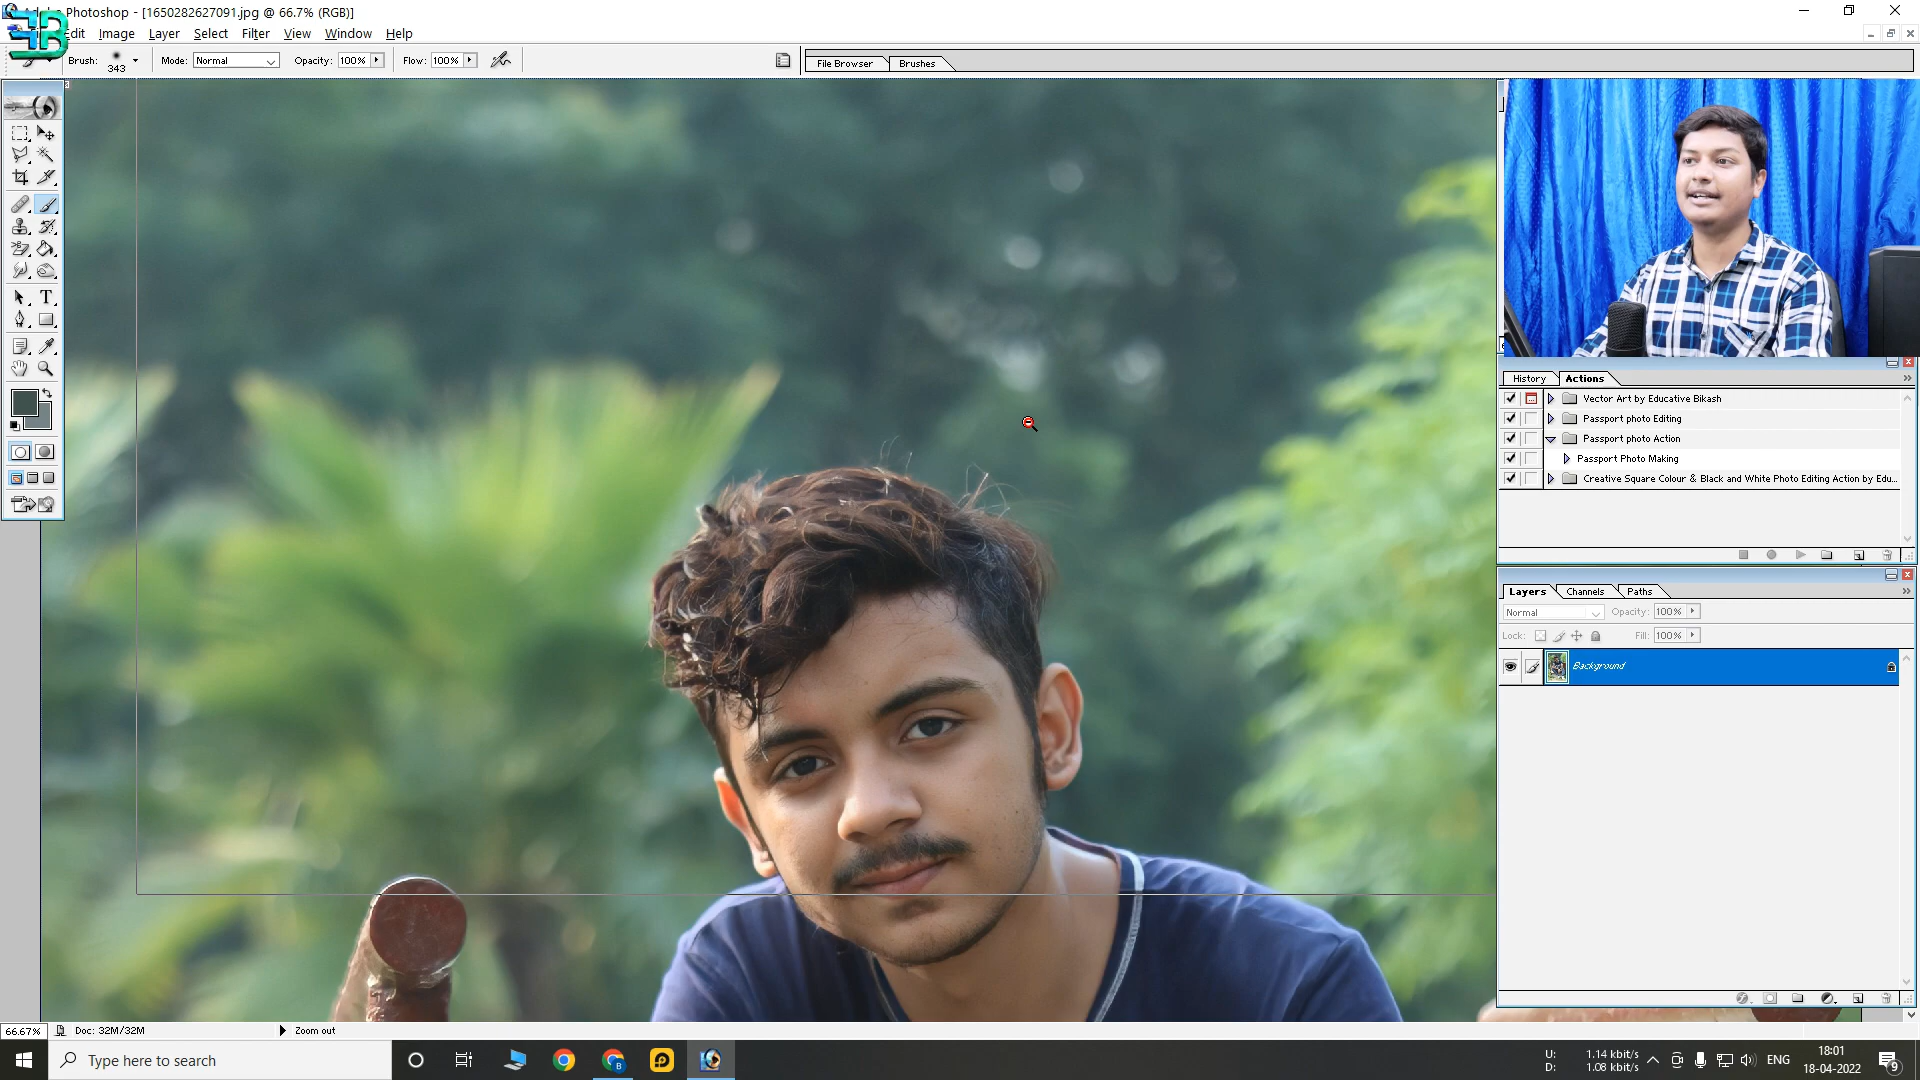 Adobe Photoshop - [1650282627091.jpg @ 66.7% (RGB)]
Edit Image Layer Select Filter View Window Help
Brush: 343 Mode: Normal Opacity: 100% Flow: 100% File Browser Brushes
History Actions
Vector Art by Educative Bikash
Passport photo Editing
Passport photo Action
Passport Photo Making
Creative Square Colour & Black and White Photo Editing Action by Edu...
Layers Channels Paths
Normal Opacity: 100%
Lock: Fill: 100%
Background
66.67% Doc: 32M/32M Zoom out
Type here to search
U: 1.14 kbit/s
D: 1.08 kbit/s
ENG
18:01
18-04-2022
9